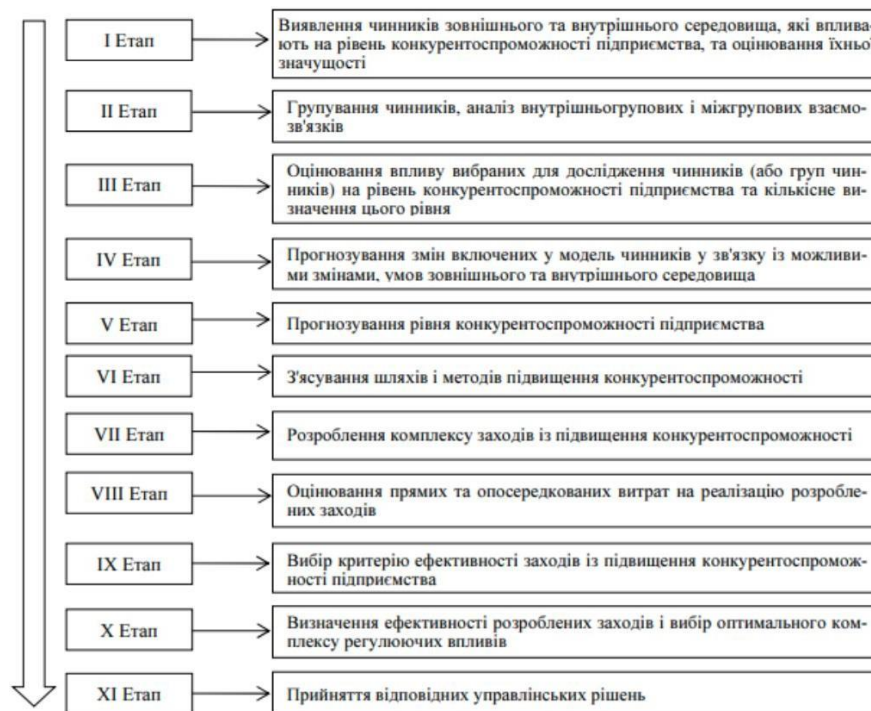 I Етап
Виявлення чинників зовнішнього та внутрішнього середовища, які вплива-
ють на рівень конкурентоспроможності підприємства, та оцінювання їхньої
значущості
II Етап
Групування чинників, аналіз внутрішньогрупових і міжгрупових взаємо-
зв'язків
III Етап
Оцінювання впливу вибраних для дослідження чинників (або груп чин-
ників) на рівень конкурентоспроможності підприємства та кількісне ви-
значення цього рівня
IV Етап
Прогнозування змін включених у модель чинників у зв'язку із можливи-
ми змінами, умов зовнішнього та внутрішнього середовища
V Етап
Прогнозування рівня конкурентоспроможності підприємства
VI Етап
З'ясування шляхів і методів підвищення конкурентоспроможності
VII Етап
Розроблення комплексу заходів із підвищення конкурентоспроможності
VIII Етап
Оцінювання прямих та опосередкованих витрат на реалізацію розробле-
них заходів
IX Етап
Вибір критерію ефективності заходів із підвищення конкурентоспромож-
ності підприємства
X Етап
Визначення ефективності розроблених заходів і вибір оптимального ком-
плексу регулюючих впливів
XI Етап
Прийняття відповідних управлінських рішень